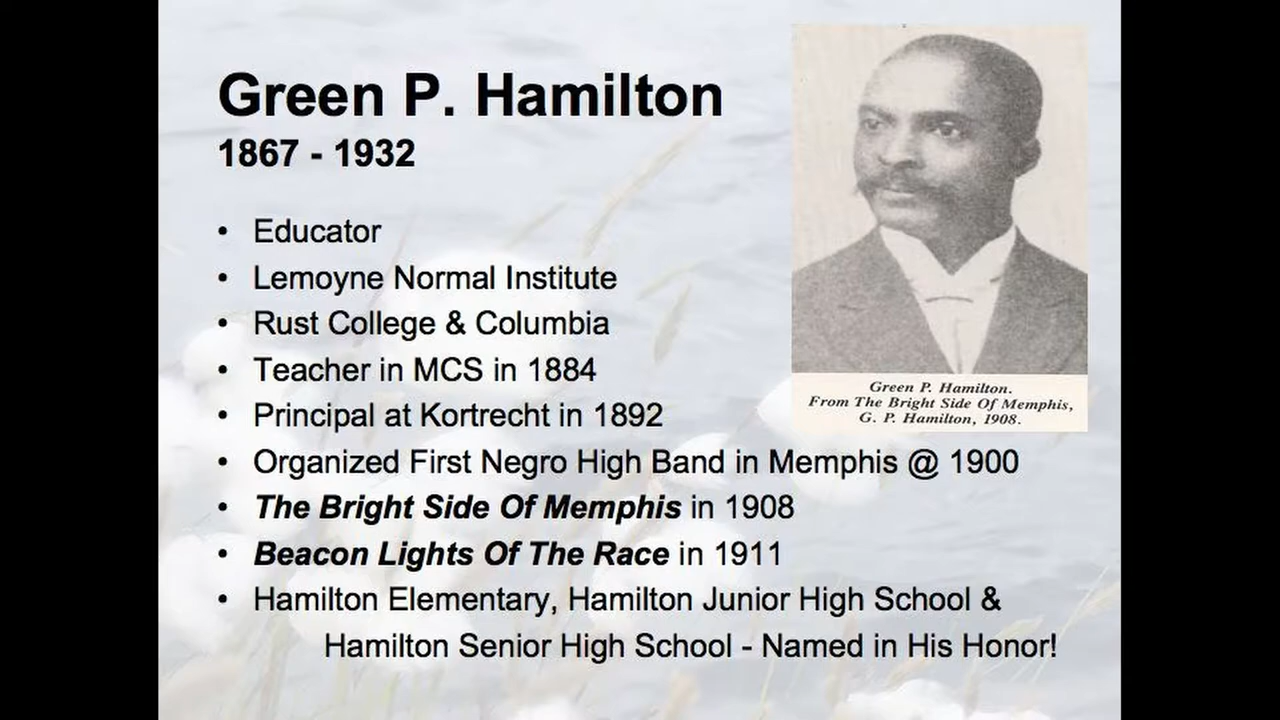 Green P. Hamilton
1867 - 1932
• Educator
• Lemoyne Normal Institute
• Rust College & Columbia
• Teacher in MCS in 1884
• Principal at Kortrecht in 1892
• Organized First Negro High Band in Memphis @ 1900
• The Bright Side Of Memphis in 1908
• Beacon Lights Of The Race in 1911
• Hamilton Elementary, Hamilton Junior High School &
Hamilton Senior High School - Named in His Honor!
Green P. Hamilton.
From The Bright Side Of Memphis,
G. P. Hamilton, 1908.